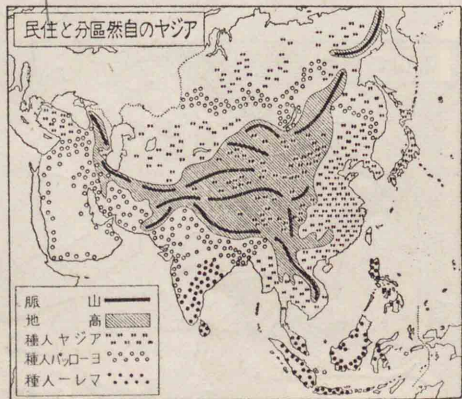 アジヤの自然區分と住民
山脈
高地
アジヤ人種
ヨーロッパ人種
マレー人種